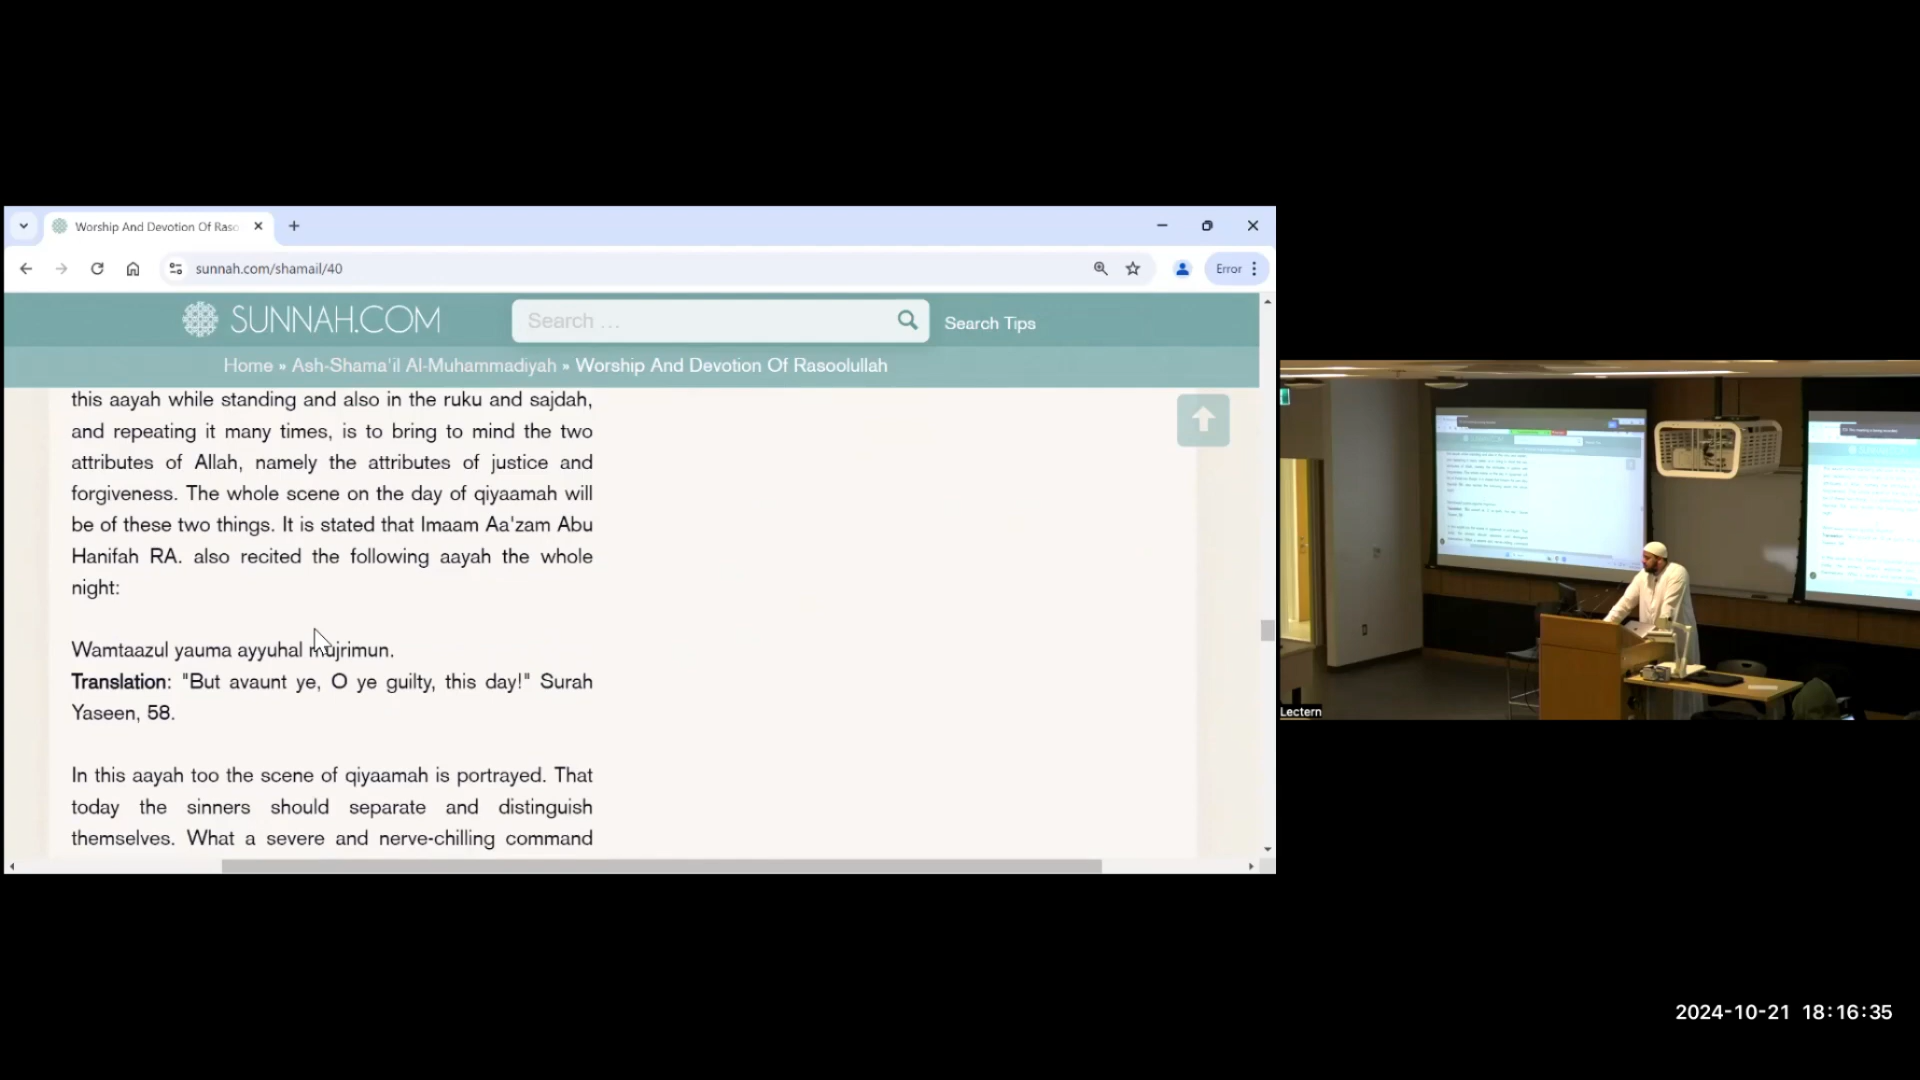 Worship And Devotion Of Raso
sunnah.com/shamail/40
Error
SUNNAH.COM
Search ...
Search Tips
Home » Ash-Shama'il Al-Muhammadiyah » Worship And Devotion Of Rasoolullah
this aayah while standing and also in the ruku and sajdah,
and repeating it many times, is to bring to mind the two
attributes of Allah, namely the attributes of justice and
forgiveness. The whole scene on the day of qiyaamah will
be of these two things. It is stated that Imaam Aa'zam Abu
Hanifah RA. also recited the following aayah the whole
night:
Wamtaazul yauma ayyuhal mujrimun.
Translation: "But avaunt ye, O ye guilty, this day!" Surah
Yaseen, 58.
In this aayah too the scene of qiyaamah is portrayed. That
today the sinners should separate and distinguish
themselves. What a severe and nerve-chilling command
Lectern
2024-10-21 18:16:35